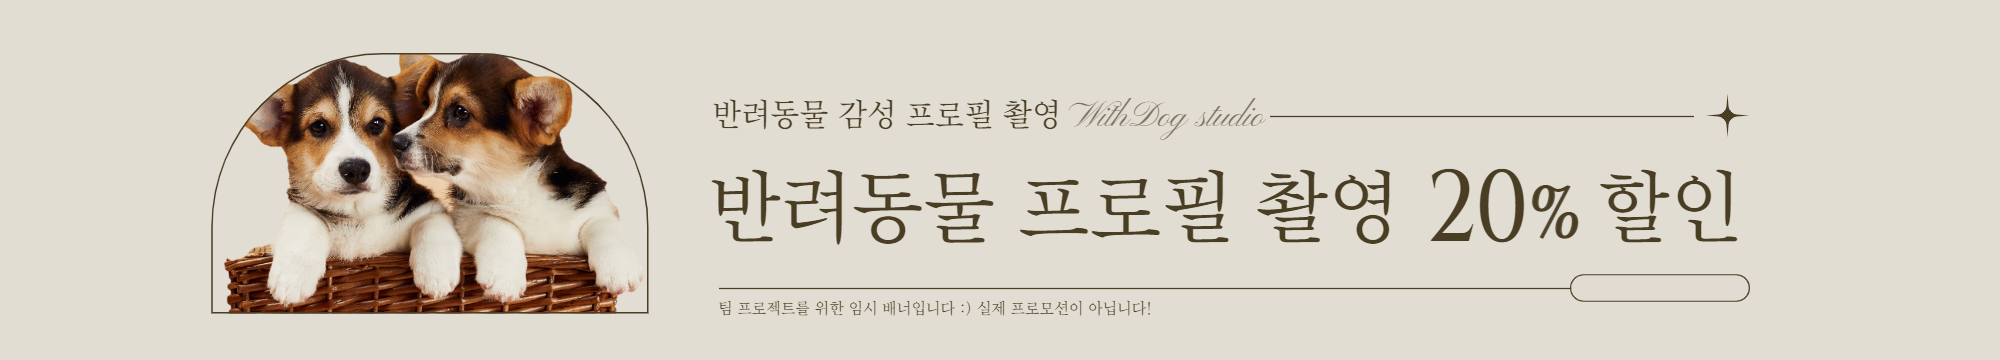 반려동물 감성 프로필 촬영 WithDog studio
반려동물 프로필 촬영 20% 할인
팀 프로젝트를 위한 임시 배너입니다 :) 실제 프로모션이 아닙니다!